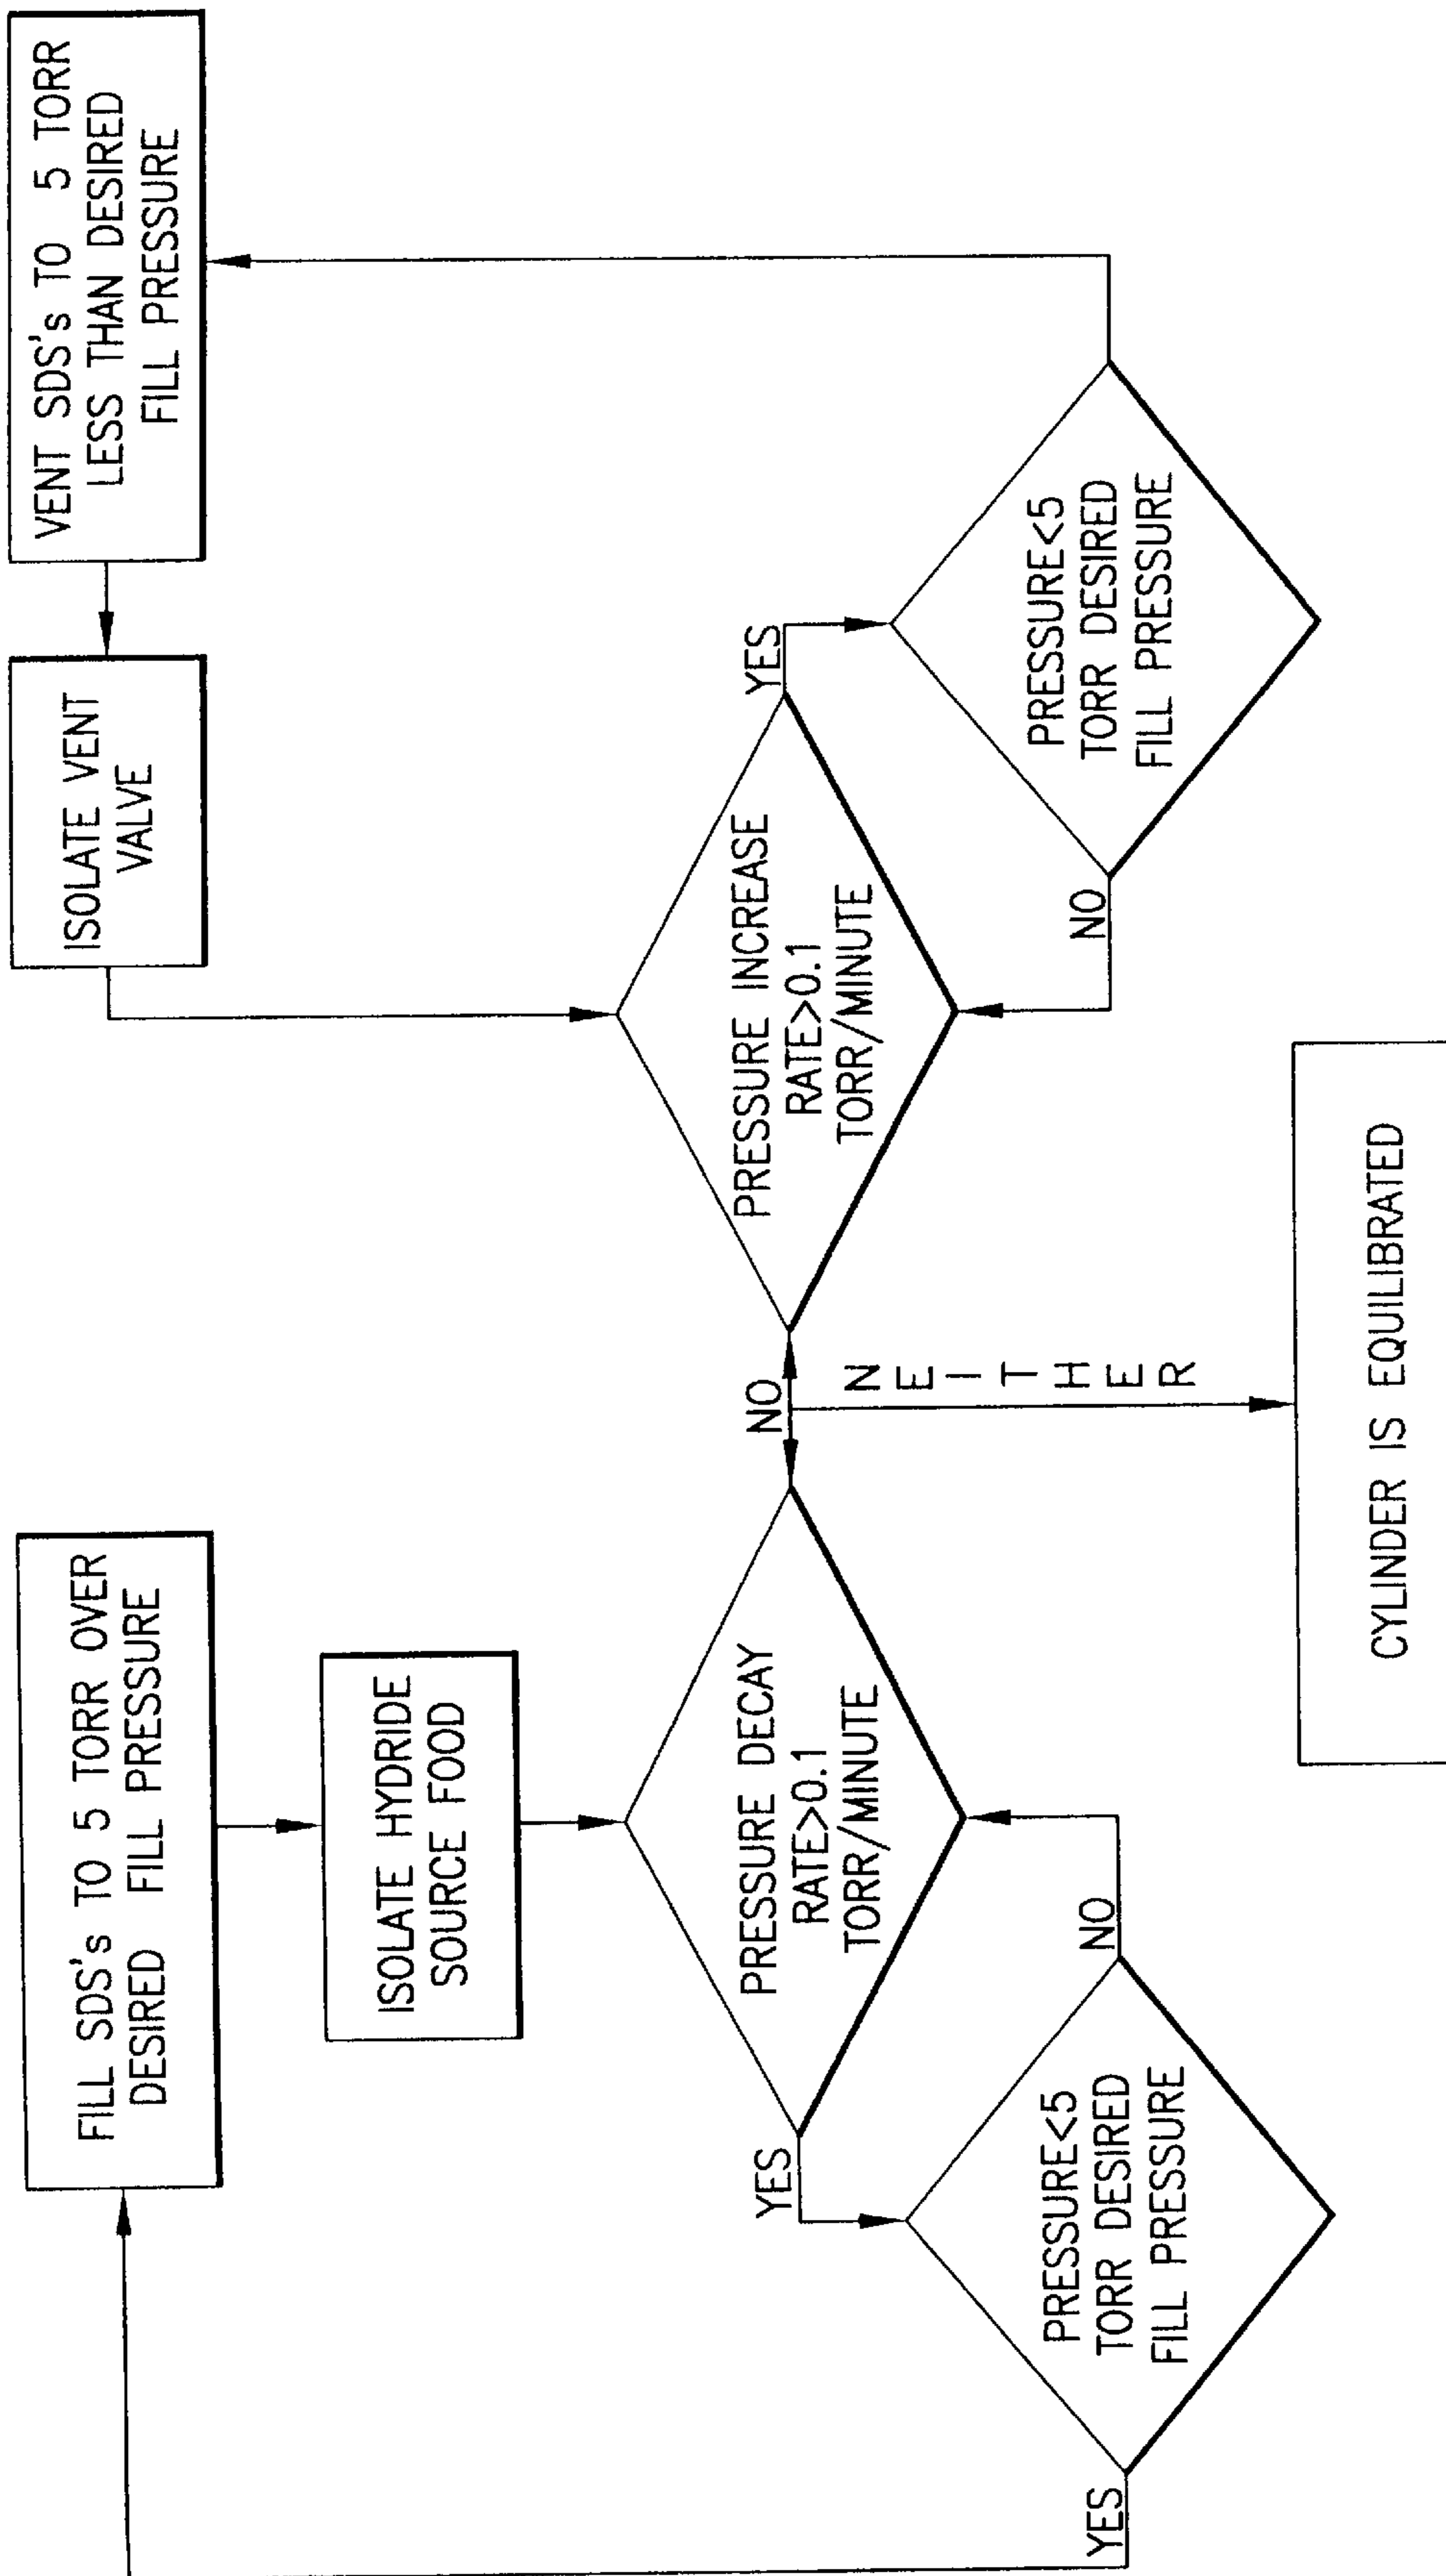 FILL SDS's TO 5 TORR OVER
DESIRED FILL PRESSURE
ISOLATE HYDRIDE
SOURCE FOOD
PRESSURE DECAY
RATE>0.1
TORR/MINUTE
YES
PRESSURE<5
TORR DESIRED
FILL PRESSURE
YES
NO
NO
NEITHER
CYLINDER IS EQUILIBRATED
VENT SDS's TO 5 TORR
LESS THAN DESIRED
FILL PRESSURE
ISOLATE VENT
VALVE
PRESSURE INCREASE
RATE>0.1
TORR/MINUTE
YES
PRESSURE<5
TORR DESIRED
FILL PRESSURE
NO